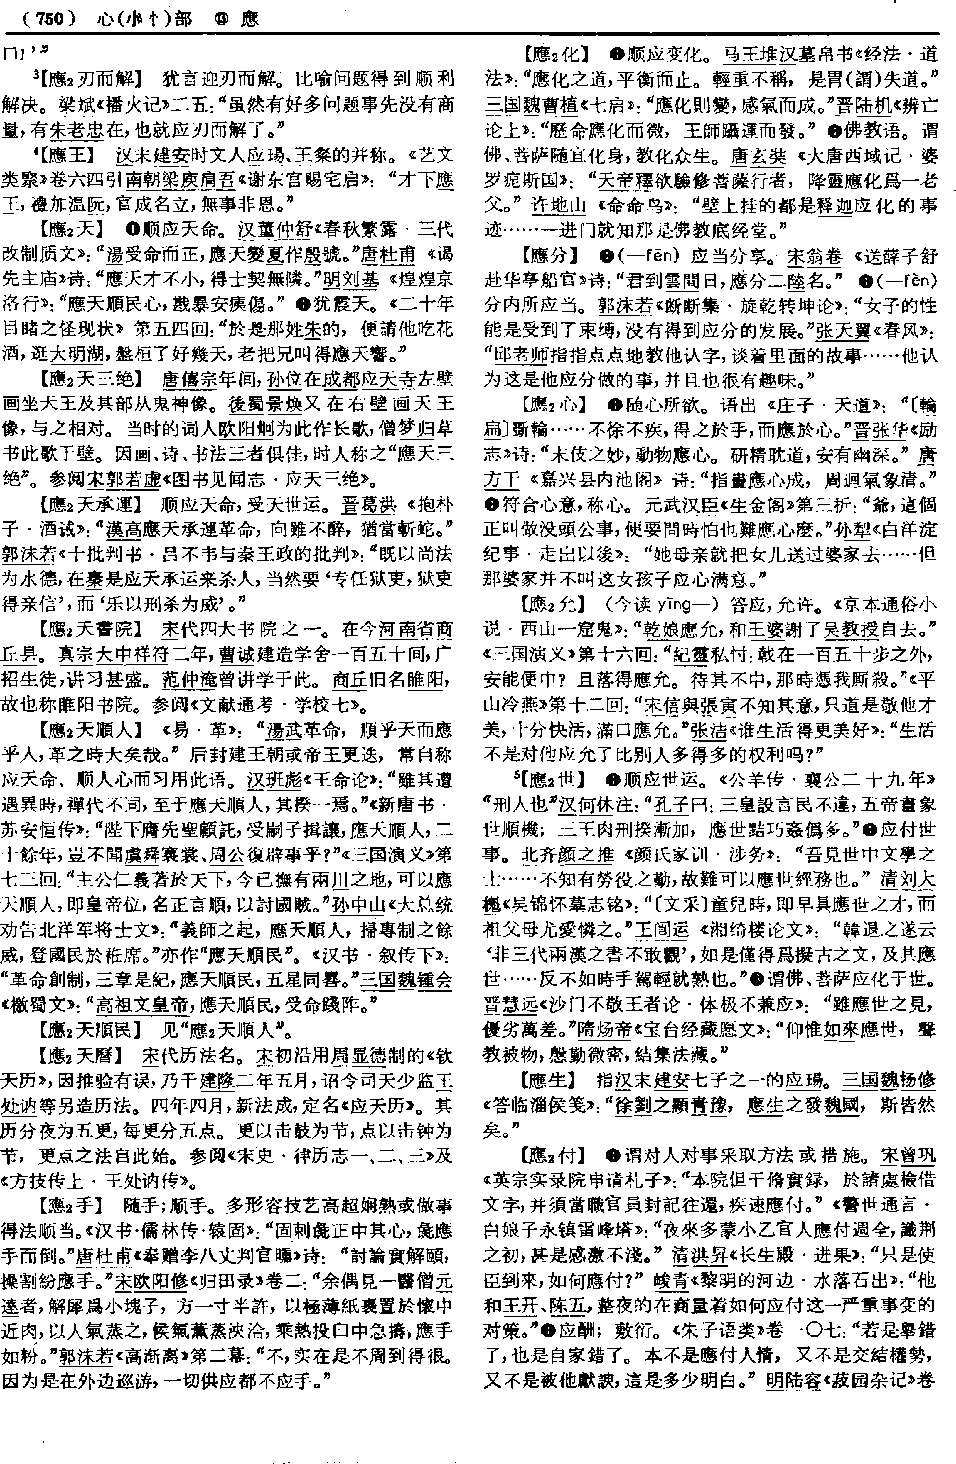 （750） 心(小忄)部 ⑬ 應
³【應₂刃而解】 犹言迎刃而解。比喻问题得到顺利
解决。梁斌《播火记》二五：“虽然有好多问题事先没有商
量，有朱老忠在，也就应刃而解了。”
⁴【應王】 汉末建安时文人应瑒、王粲的并称。《艺文
类聚》卷六四引南朝梁庾肩吾《谢东宫赐宅启》：“才下應
王，禮加温阮，官成名立，無事非恩。”
【應₂天】 ❶顺应天命。汉董仲舒《春秋繁露·三代
改制质文》：“湯受命而正，應天變夏作殷號。”唐杜甫《谒
先主庙》诗：“應天才不小，得士契無隣。”明刘基《煌煌京
洛行》：“應天順民心，戡暴安痍傷。” ❷犹震天。《二十年
目睹之怪现状》第五四回：“於是那姓朱的，便請他吃花
酒，逛大明湖，盤桓了好幾天，老把兄叫得應天響。”
【應₂天三绝】 唐僖宗年间，孙位在成都应天寺左壁
画坐天王及其部从鬼神像。後蜀景焕又在右壁画天王
像，与之相对。当时的词人欧阳炯为此作长歌，僧梦归草
书此歌于壁。因画、诗、书法三者俱佳，时人称之“應天三
绝”。参阅宋郭若虚《图书见闻志·应天三绝》。
【應₂天承運】 顺应天命，受天世运。晋葛洪《抱朴
子·酒诫》：“漢高應天承運革命，向雖不醉，猶當斬蛇。”
郭沫若《十批判书·吕不韦与秦王政的批判》：“既以尚法
为水德，在秦是应天承运来杀人，当然要‘专任狱吏，狱吏
得亲信’，而‘乐以刑杀为威’。”
【應₂天書院】 宋代四大书院之一。在今河南省商
丘县。真宗大中祥符二年，曹诚建造学舍一百五十间，广
招生徒，讲习甚盛。范仲淹曾讲学于此。商丘旧名睢阳，
故也称睢阳书院。参阅《文献通考·学校七》。
【應₂天順人】 《易·革》：“湯武革命，順乎天而應
乎人，革之時大矣哉。”后封建王朝或帝王更迭，常自称
应天命、顺人心而习用此语。汉班彪《王命论》：“雖其遭
遇異時，禪代不同，至于應天順人，其揆一焉。”《新唐书·
苏安恒传》：“陛下膺先聖顧託，受嗣子揖讓，應天順人，二
十餘年，豈不聞虞舜褰裳、周公復辟事乎？”《三国演义》第
七三回：“主公仁義著於天下，今已撫有兩川之地，可以應
天順人，即皇帝位，名正言順，以討國賊。”孙中山《大总统
劝告北洋军将士文》：“義師之起，應天順人，掃專制之餘
威，登國民於袵席。”亦作“應天順民”。《汉书·叙传下》：
“革命創制，三章是紀，應天順民，五星同晷。”三国魏锺会
《檄蜀文》：“高祖文皇帝，應天順民，受命踐阼。”
【應₂天順民】 见“應₂天順人”。
【應₂天曆】 宋代历法名。宋初沿用周显德制的《钦
天历》，因推验有误，乃于建隆二年五月，诏令司天少监王
处讷等另造历法。四年四月，新法成，定名《应天历》。其
历分夜为五更，每更分五点。更以击鼓为节，点以击钟为
节，更点之法自此始。参阅《宋史·律历志一、二、三》及
《方技传上·王处讷传》。
【應₂手】 随手；顺手。多形容技艺高超娴熟或做事
得法顺当。《汉书·儒林传·辕固》：“固刺彘正中其心，彘應
手而倒。”唐杜甫《奉赠李八丈判官曛》诗：“討論實解頤，
操割紛應手。”宋欧阳修《归田录》卷二：“余偶見一醫僧元
達者，解犀爲小塊子，方一寸半許，以極薄紙裹置於懷中
近肉，以人氣蒸之，候氣薰蒸浹洽，乘熱投臼中急擣，應手
如粉。”郭沫若《高渐离》第二幕：“不，实在是不周到得很。
因为是在外边巡游，一切供应都不应手。”
【應₂化】 ❶顺应变化。马王堆汉墓帛书《经法·道
法》：“應化之道，平衡而止。輕重不稱，是胃(謂)失道。”
三国魏曹植《七启》：“應化則變，感氣而成。”晋陆机《辨亡
论上》：“歷命應化而微，王師躡運而發。” ❷佛教语。谓
佛、菩萨随宜化身，教化众生。唐玄奘《大唐西域记·婆
罗痆斯国》：“天帝釋欲驗修菩薩行者，降靈應化爲一老
父。”许地山《命命鸟》：“壁上挂的都是释迦应化的事
迹……一进门就知那是佛教底经堂。”
【應分】 ❶(—fēn) 应当分享。宋翁卷《送薛子舒
赴华亭船官》诗：“君到雲間日，應分二陸名。” ❷(—fèn)
分内所应当。郭沫若《断断集·旋乾转坤论》：“女子的性
能是受到了束缚，没有得到应分的发展。”张天翼《春风》：
“邱老师指指点点地教他认字，谈着里面的故事……他认
为这是他应分做的事，并且也很有趣味。”
【應₂心】 ❶随心所欲。语出《庄子·天道》：“〔輪
扁〕斲輪……不徐不疾，得之於手，而應於心。”晋张华《励
志》诗：“末伎之妙，動物應心。研精耽道，安有幽深。”唐
方干《嘉兴县内池阁》诗：“指畫應心成，周迴氣象清。”
❷符合心意，称心。元武汉臣《生金阁》第三折：“爺，這個
正叫做没頭公事，便要問時怕也難應心麽。”孙犁《白洋淀
纪事·走出以後》：“她母亲就把女儿送过婆家去……但
那婆家并不叫这女孩子应心满意。”
【應₂允】 （今读 yīng—）答应，允许。《京本通俗小
说·西山一窟鬼》：“乾娘應允，和王婆謝了吴教授自去。”
《三国演义》第十六回：“紀靈私忖：戟在一百五十步之外，
安能便中？且落得應允。待其不中，那時憑我厮殺。”《平
山冷燕》第十二回：“宋信與張寅不知其意，只道是敬他才
美，十分快活，滿口應允。”张洁《谁生活得更美好》：“生活
不是对他应允了比别人多得多的权利吗？”
⁵【應₂世】 ❶顺应世运。《公羊传·襄公二十九年》
“刑人也”汉何休注：“孔子曰：三皇設言民不違，五帝畫象
世順機；三王肉刑揆漸加，應世黠巧姦僞多。”❷应付世
事。北齐颜之推《颜氏家训·涉务》：“吾見世中文學之
士……不知有勞役之勤，故難可以應世經務也。”清刘大
櫆《吴锦怀墓志铭》：“〔文采〕童兒時，即早具應世之才，而
祖父母尤愛憐之。”王闿运《湘绮楼论文》：“韓退之遂云
‘非三代兩漢之書不敢觀’，如是僅得爲擬古之文，及其應
世……反不如時手駕輕就熟也。”❸谓佛、菩萨应化于世。
晋慧远《沙门不敬王者论·体极不兼应》：“雖應世之見，
優劣萬差。”隋炀帝《宝台经藏愿文》：“仰惟如來應世，聲
教被物，慇懃微密，結集法藏。”
【應生】 指汉末建安七子之一的应瑒。三国魏杨修
《答临淄侯笺》：“徐劉之顯青豫，應生之發魏國，斯皆然
矣。”
【應₂付】 ❶谓对人对事采取方法或措施。宋曾巩
《英宗实录院申请札子》：“本院但干修實録，於諸處檢借
文字，并須當職官員封記往還，疾速應付。”《警世通言·
白娘子永镇雷峰塔》：“夜來多蒙小乙官人應付週全，識荆
之初，甚是感激不淺。”清洪昇《长生殿·进果》：“只是使
臣到來，如何應付？”峻青《黎明的河边·水落石出》：“他
和王开、陈五，整夜的在商量着如何应付这一严重事变的
对策。”❷应酬；敷衍。《朱子语类》卷一〇七：“若是舉錯
了，也是自家錯了。本不是應付人情，又不是交結權勢，
又不是被他獻諛，這是多少明白。”明陆容《菽园杂记》卷